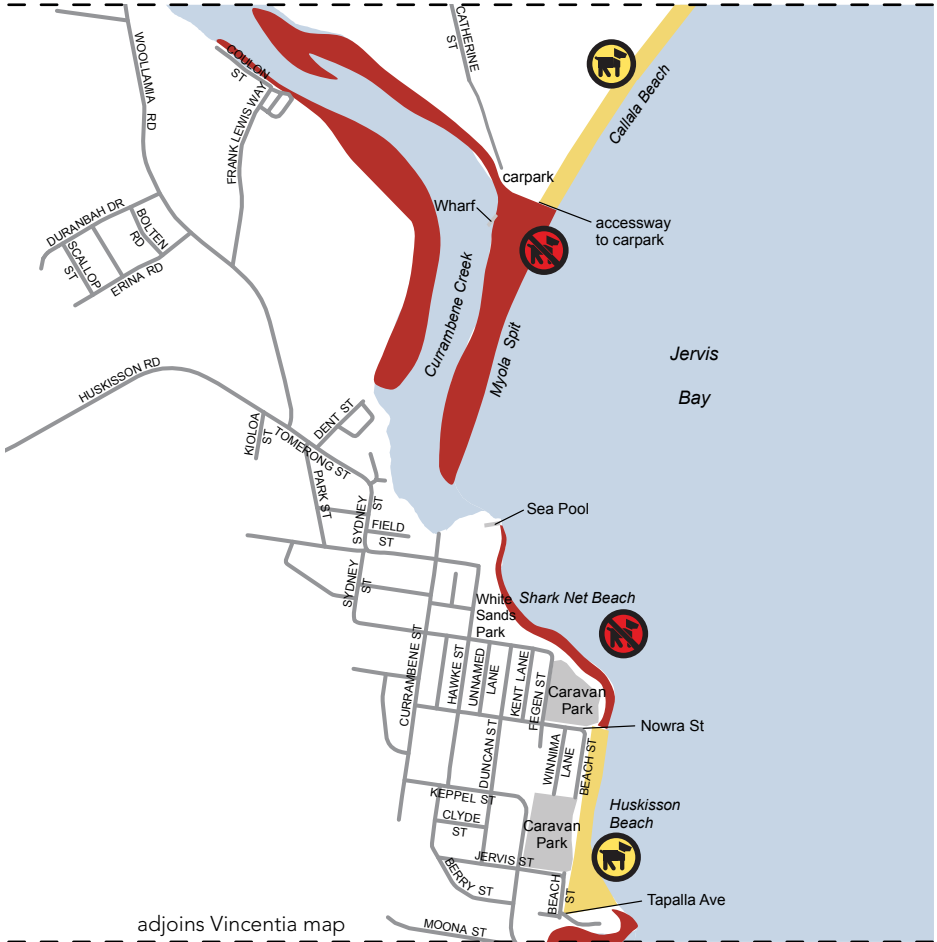 WOOLLAMIA RD
COULON
ST
FRANK LEWIS WAY
CATHERINE
ST
Callala Beach
carpark
Wharf
accessway
to carpark
DURANBAH DR
BOLTEN
RD
SCALLOP
ST
ERINA RD
Currambene Creek
Myola Spit
Jervis
Bay
HUSKISSON RD
KIOLOA
ST
TOMERONG ST
DENT ST
PARK ST
SYDNEY
ST
FIELD
ST
Sea Pool
SYDNEY
ST
White
Sands
Park
Shark Net Beach
CURRAMBENE ST
HAWKE ST
UNNAMED
LANE
KENT LANE
FEGEN ST
Caravan
Park
Nowra St
DUNCAN ST
WINNIMA
LANE
BEACH ST
KEPPEL ST
CLYDE
ST
Caravan
Park
Huskisson
Beach
JERVIS ST
BERRY ST
BEACH
ST
Tapalla Ave
MOONA ST
adjoins Vincentia map